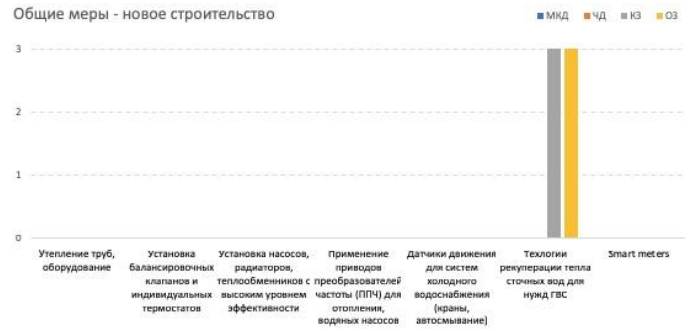 Общие меры - новое строительство
МКД ЧД КЗ ОЗ
3
2
1
0
Утепление труб,
оборудование
Установка
балансировочных
клапанов и
индивидуальных
термостатов
Установка насосов,
радиаторов,
теплообменников с
высоким уровнем
эффективности
Применение
приводов
преобразователей
частоты (ППЧ) для
отопления,
водяных насосов
Датчики движения
для систем
холодного
водоснабжения
(краны,
автосмывание)
Техлогии
рекуперации тепла
сточных вод для
нужд ГВС
Smart meters